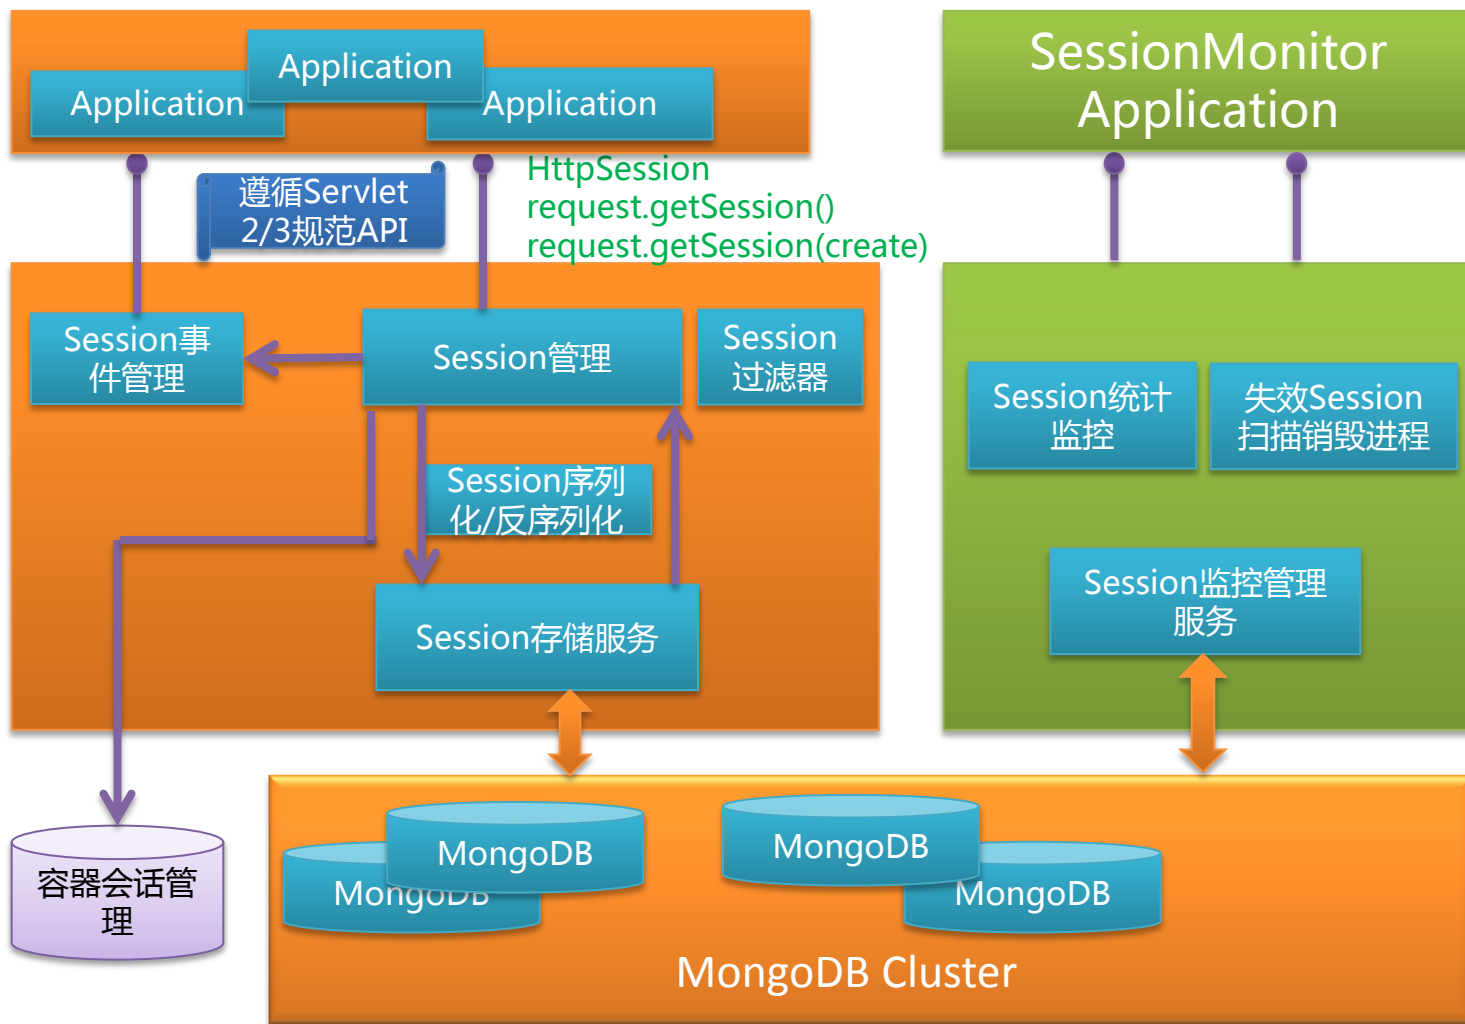 Application
Application
Application
SessionMonitor
Application
遵循Servlet
2/3规范API
HttpSession
request.getSession()
request.getSession(create)
Session事
件管理
Session管理
Session
过滤器
Session序列
化/反序列化
Session存储服务
Session统计
监控
失效Session
扫描销毁进程
Session监控管理
服务
容器会话管
理
MongoDB
MongoDB
MongoDB
MongoDB
MongoDB Cluster